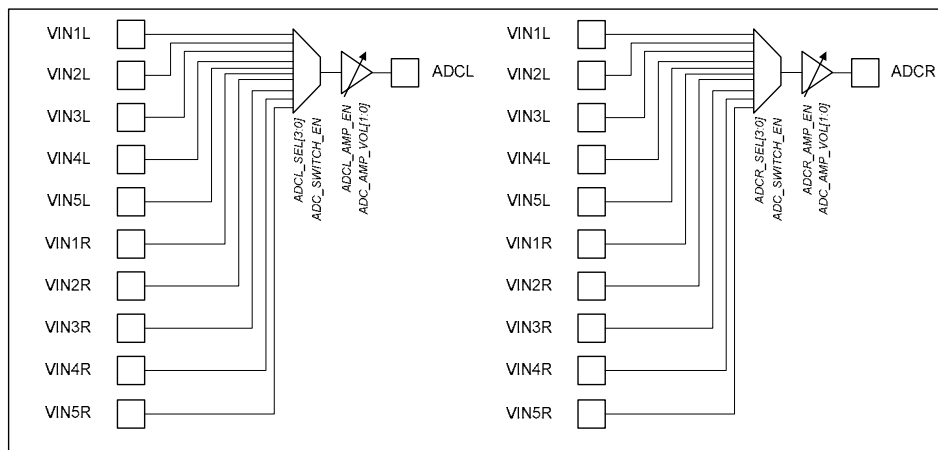 VIN1L
VIN2L
VIN3L
VIN4L
VIN5L
VIN1R
VIN2R
VIN3R
VIN4R
VIN5R
ADCL
ADCL_SEL[3:0]
ADC_SWITCH_EN
ADCL_AMP_EN
ADC_AMP_VOL[1:0]
VIN1L
VIN2L
VIN3L
VIN4L
VIN5L
VIN1R
VIN2R
VIN3R
VIN4R
VIN5R
ADCR
ADCR_SEL[3:0]
ADC_SWITCH_EN
ADCR_AMP_EN
ADC_AMP_VOL[1:0]